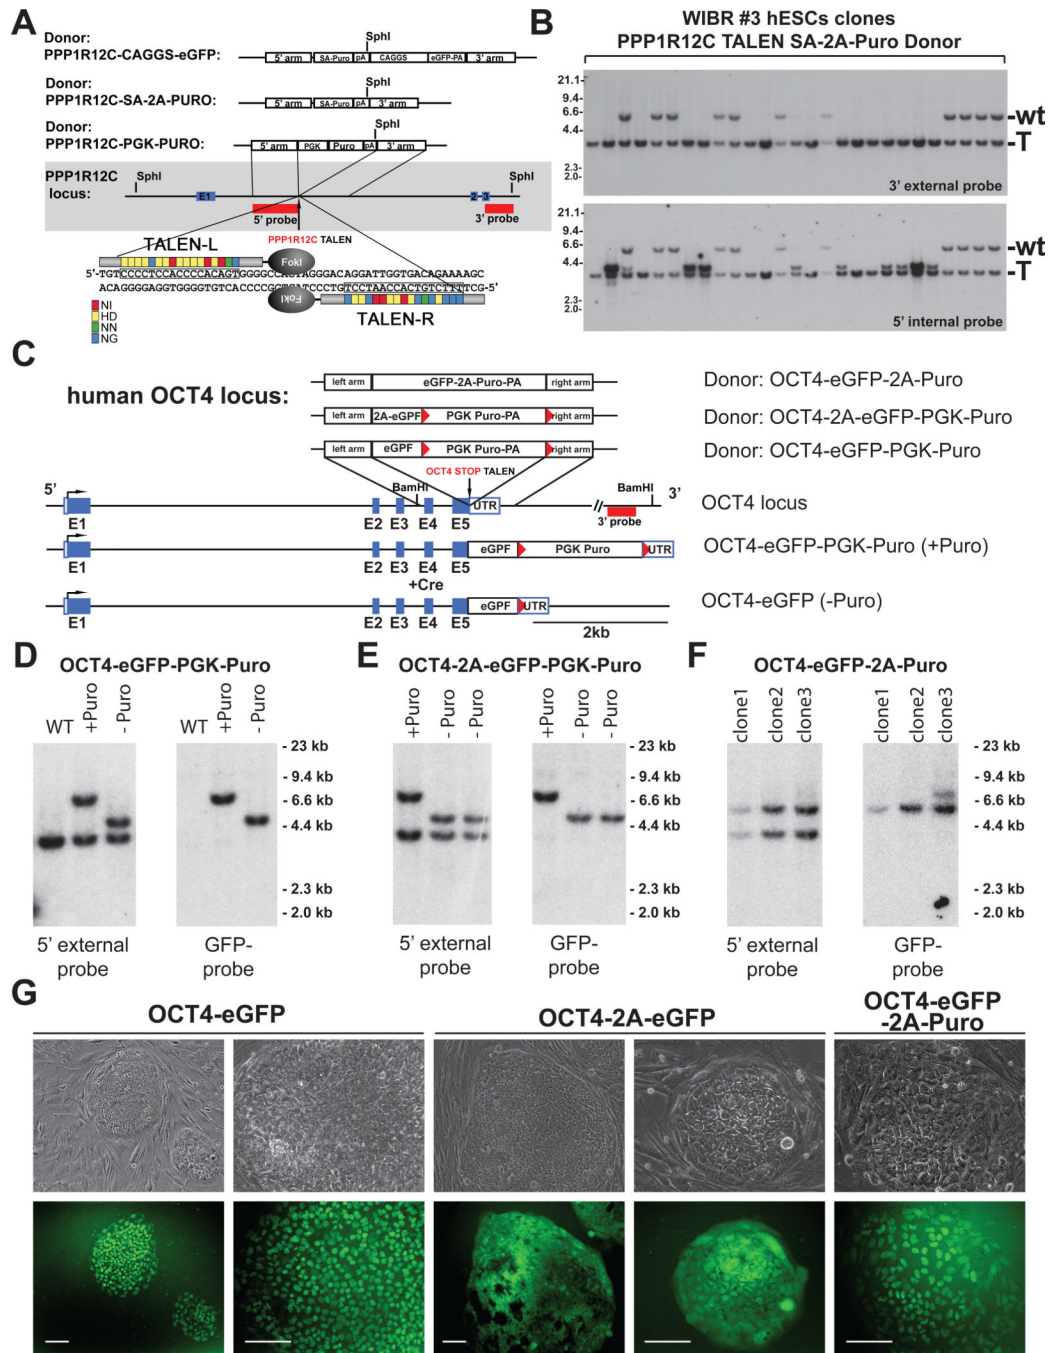 A
Donor:
PPP1R12C-CAGGS-eGFP:
SphI
5' arm SA-Puro pA CAGGS eGFP-PA 3' arm
Donor:
PPP1R12C-SA-2A-PURO:
SphI
5' arm SA-Puro pA 3' arm
Donor:
PPP1R12C-PGK-PURO:
SphI
5' arm PGK Puro pA 3' arm
PPP1R12C
locus:
SphI
E1
2 3
SphI
5' probe
3' probe
PPP1R12C TALEN
TALEN-L
FokI
5'-TGTCCCCTCCACCCCACAGTGGGGCCACTAGGGACAGGATTGGTGACAGAAAAGC
ACAGGGGAGGTGGGGTGTCACCCCGGTGATCCCTGTCCTAACCACTGTCTTTTCG-5'
FokI
TALEN-R
NI
HD
NN
NG
B
WIBR #3 hESCs clones
PPP1R12C TALEN SA-2A-Puro Donor
21.1-
9.4-
6.6-
4.4-
2.3-
2.0-
-wt
-T
3' external probe
21.1-
9.4-
6.6-
4.4-
2.3-
2.0-
-wt
-T
5' internal probe
C
human OCT4 locus:
left arm eGFP-2A-Puro-PA right arm
Donor: OCT4-eGFP-2A-Puro
left arm 2A-eGPF PGK Puro-PA right arm
Donor: OCT4-2A-eGFP-PGK-Puro
left arm eGPF PGK Puro-PA right arm
Donor: OCT4-eGFP-PGK-Puro
OCT4 STOP TALEN
5' BamHI BamHI 3'
UTR
OCT4 locus
E1 E2 E3 E4 E5
3' probe
eGPF PGK Puro UTR
OCT4-eGFP-PGK-Puro (+Puro)
E1 E2 E3 E4 E5
+Cre
eGPF UTR
OCT4-eGFP (-Puro)
E1 E2 E3 E4 E5
2kb
D
OCT4-eGFP-PGK-Puro
WT +Puro - Puro
WT +Puro - Puro
- 23 kb
- 9.4 kb
- 6.6 kb
- 4.4 kb
- 2.3 kb
- 2.0 kb
5' external
probe
GFP-
probe
E
OCT4-2A-eGFP-PGK-Puro
+Puro - Puro - Puro
+Puro - Puro - Puro
- 23 kb
- 9.4 kb
- 6.6 kb
- 4.4 kb
- 2.3 kb
- 2.0 kb
5' external
probe
GFP-
probe
F
OCT4-eGFP-2A-Puro
clone1 clone2 clone3
clone1 clone2 clone3
- 23 kb
- 9.4 kb
- 6.6 kb
- 4.4 kb
- 2.3 kb
- 2.0 kb
5' external
probe
GFP-
probe
G
OCT4-eGFP
OCT4-2A-eGFP
OCT4-eGFP
-2A-Puro